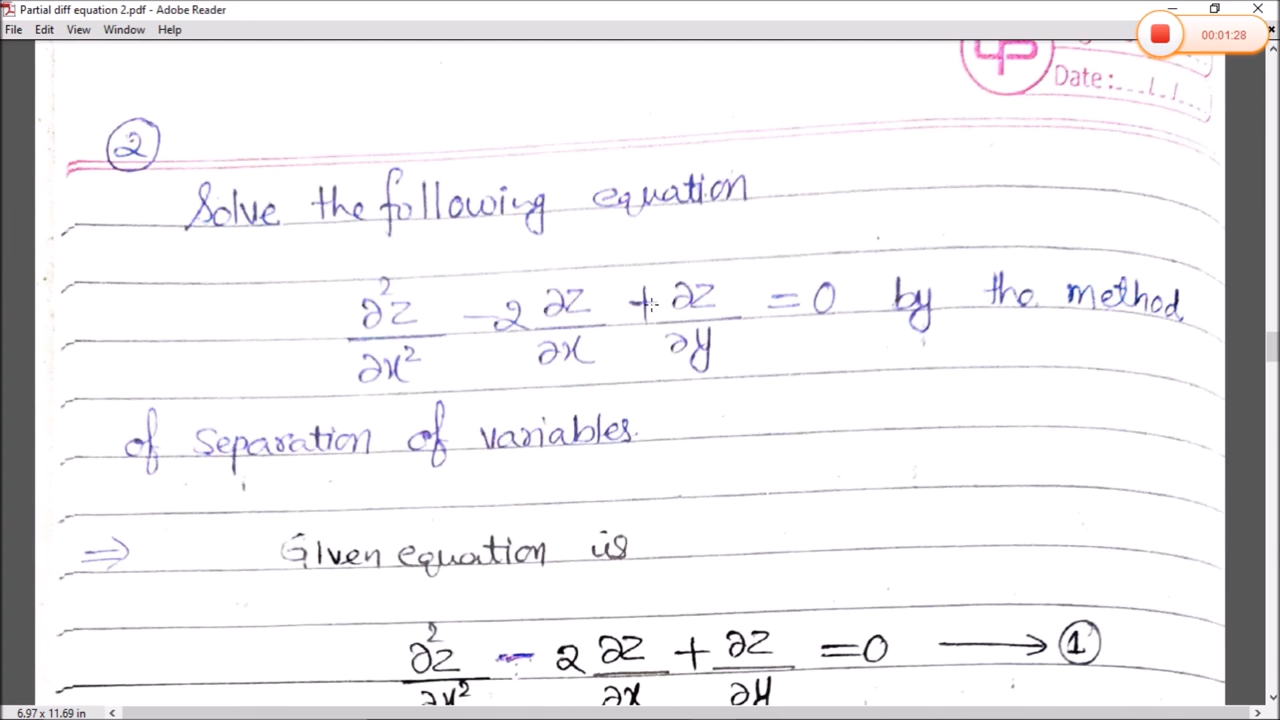 Partial diff equation 2.pdf - Adobe Reader
File Edit View Window Help
00:01:28
Date:.../.../...
②
Solve the following equation
∂²z/∂x² - 2 ∂z/∂x + ∂z/∂y = 0 by the method
of separation of variables.
⇒ Given equation is
∂²z/∂x² - 2 ∂z/∂x + ∂z/∂y = 0 → ①
6.97 x 11.69 in